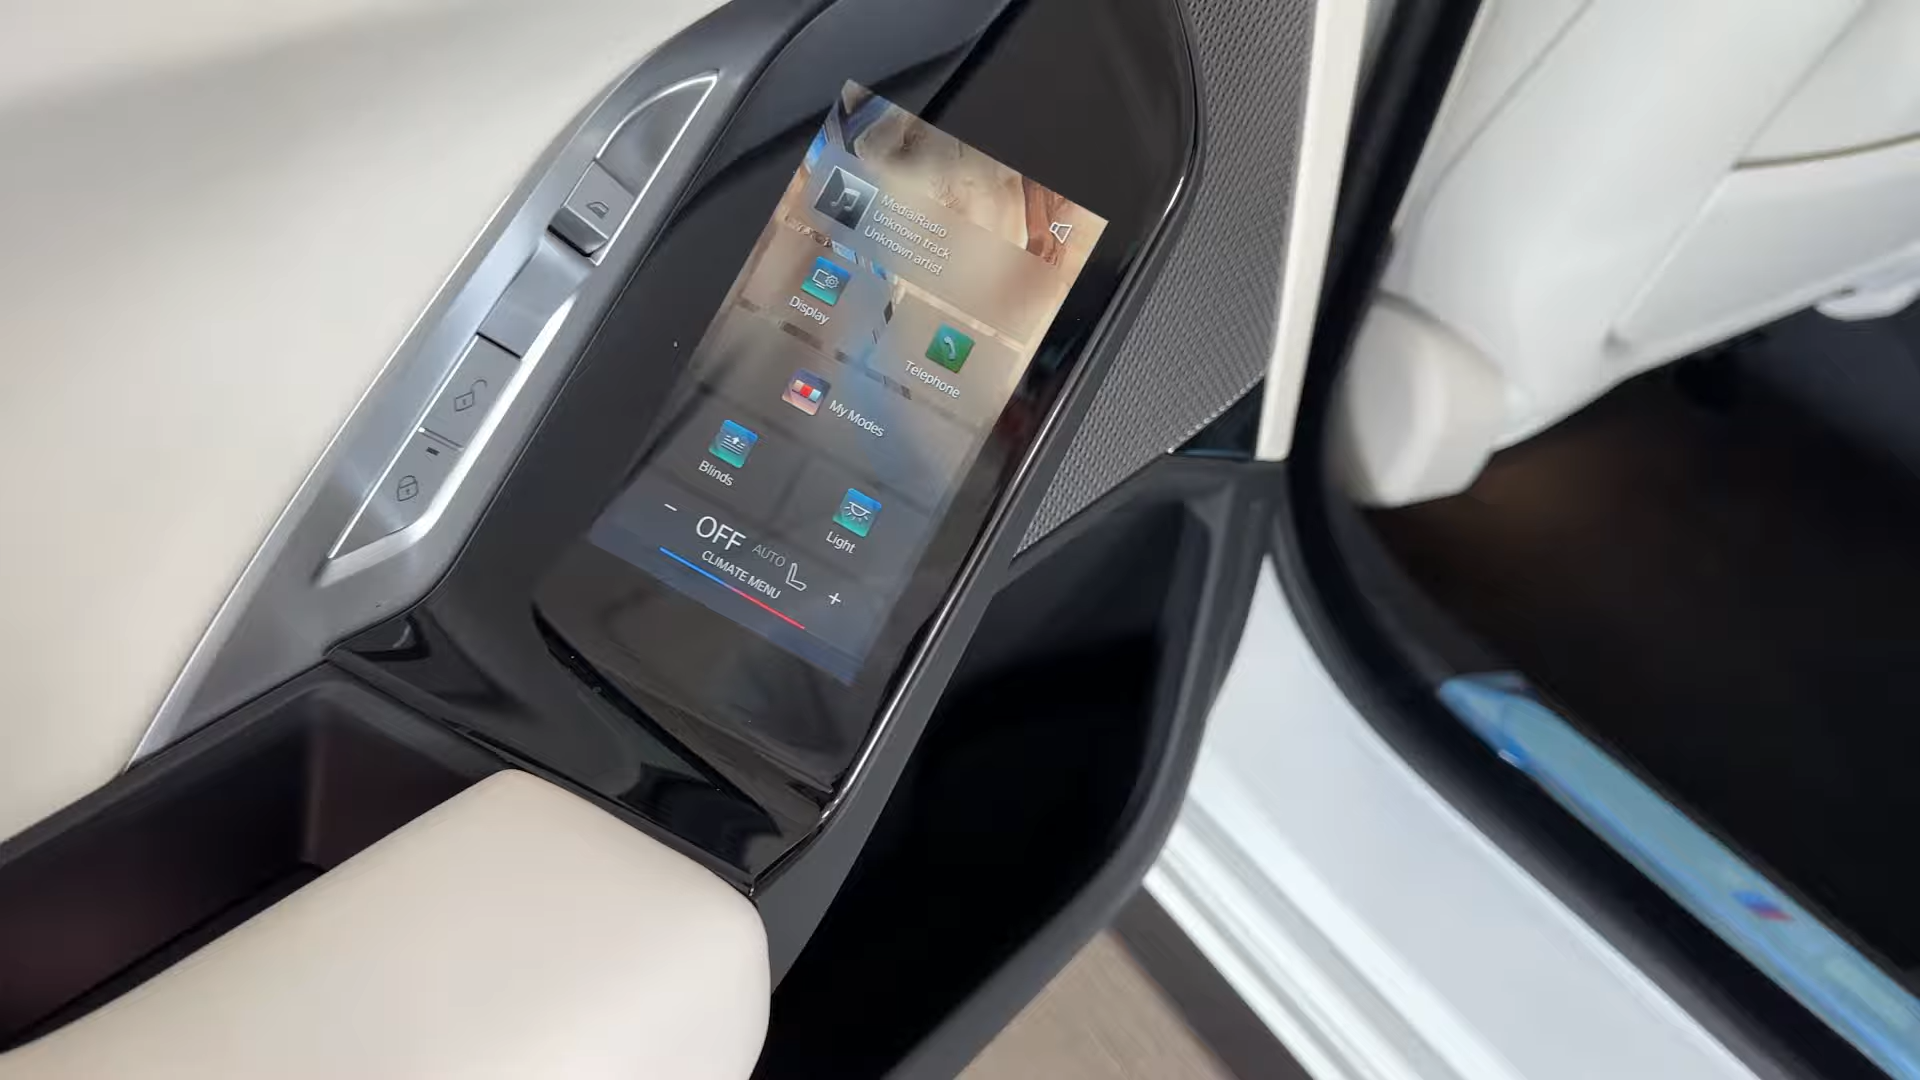 Media/Radio
Unknown track
Unknown artist
Display
Telephone
My Modes
Blinds
Light
− OFF AUTO +
CLIMATE MENU